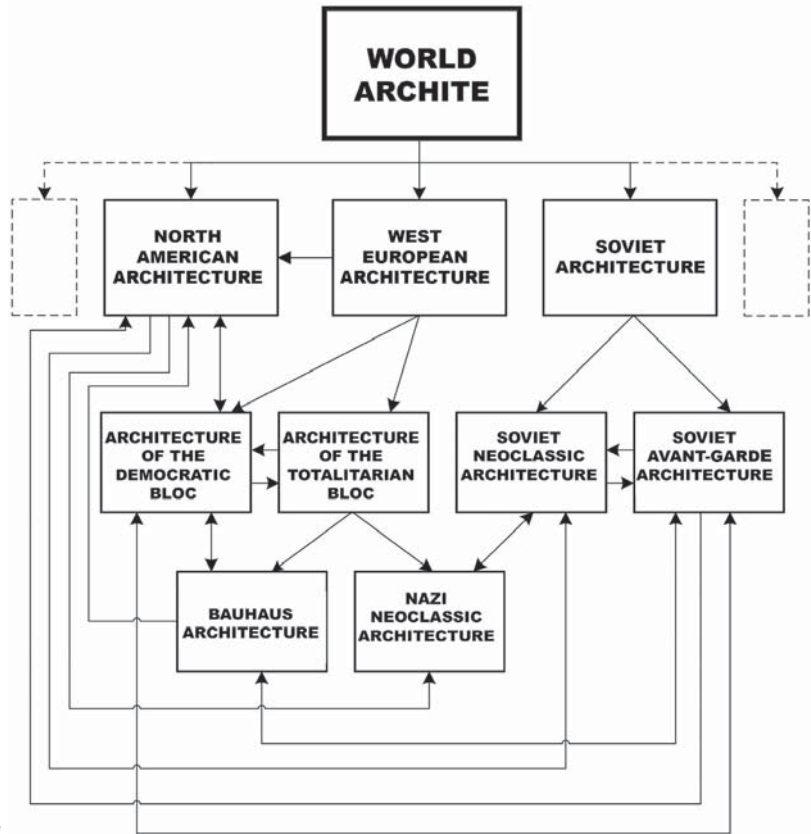 WORLD
ARCHITE
NORTH
AMERICAN
ARCHITECTURE
WEST
EUROPEAN
ARCHITECTURE
SOVIET
ARCHITECTURE
ARCHITECTURE
OF THE
DEMOCRATIC
BLOC
ARCHITECTURE
OF THE
TOTALITARIAN
BLOC
SOVIET
NEOCLASSIC
ARCHITECTURE
SOVIET
AVANT-GARDE
ARCHITECTURE
BAUHAUS
ARCHITECTURE
NAZI
NEOCLASSIC
ARCHITECTURE